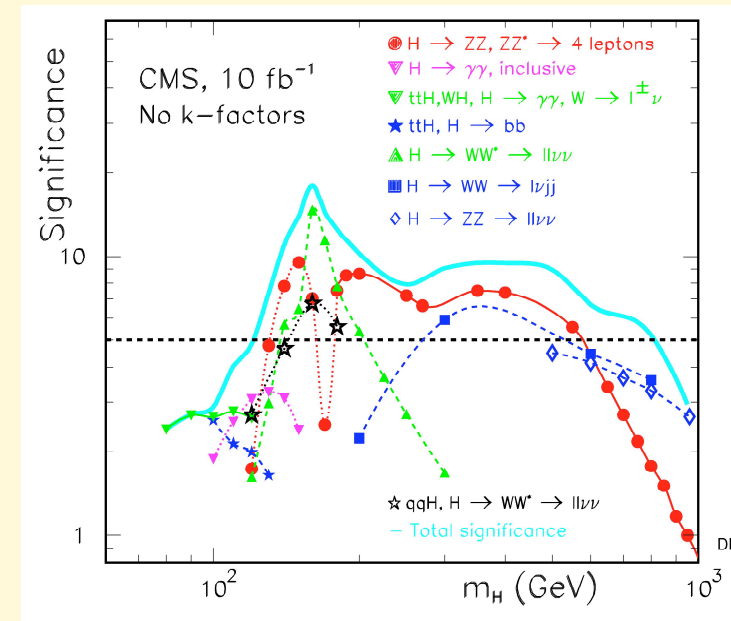 CMS, 10 fb⁻¹
No k-factors
H → ZZ, ZZ* → 4 leptons
H → γγ, inclusive
ttH,WH, H → γγ, W → l±ν
ttH, H → bb
H → WW* → llνν
H → WW → lνjj
H → ZZ → llνν
Significance
10
1
qqH, H → WW* → llνν
Total significance
10²
m_H (GeV)
10³